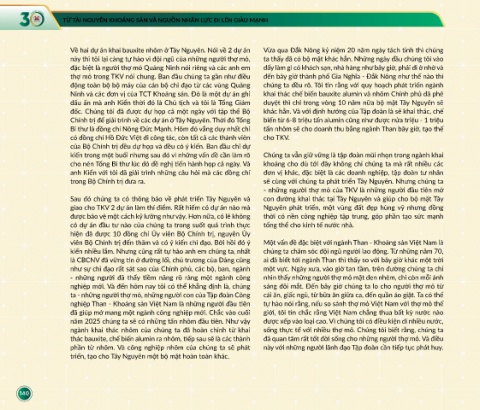 30
TỪ TÀI NGUYÊN KHOÁNG SẢN VÀ NGUỒN NHÂN LỰC ĐI LÊN GIÀU MẠNH
Về hai dự án khai bauxite nhôm ở Tây Nguyên. Nói về 2 dự án
này thì tôi lại càng tự hào vì đội ngũ của những người thợ mỏ,
đặc biệt là người thợ mỏ Quảng Ninh nói riêng và các anh em
thợ mỏ trong TKV nói chung. Ban đầu chúng ta gần như điều
động toàn bộ bộ máy của cán bộ chỉ đạo từ các vùng Quảng
Ninh và các đơn vị của TCT Khoáng sản. Đó là một dự án ghi
dấu ấn mà anh Kiển thời đó là Chủ tịch và tôi là Tổng Giám
đốc. Chúng tôi đã được dự họp cả một ngày với tập thể Bộ
Chính trị để giải trình về các dự án ở Tây Nguyên. Thời đó Tổng
Bí thư là đồng chí Nông Đức Mạnh. Hôm đó vắng duy nhất chỉ
có đồng chí Hồ Đức Việt đi công tác, còn tất cả các thành viên
của Bộ Chính trị đều dự họp và đều có ý kiến. Ban đầu chỉ dự
kiến trong một buổi nhưng sau đó vì những vấn đề cần làm rõ
cho nên Tổng Bí thư lúc đó đề nghị tiến hành họp cả ngày. Và
anh Kiển với tôi đã giải trình những câu hỏi mà các đồng chí
trong Bộ Chính trị đưa ra.
Sau đó chúng ta có thông báo về phát triển Tây Nguyên và
giao cho TKV 2 dự án làm thí điểm. Rất hiếm có dự án nào mà
được bảo vệ một cách kỹ lưỡng như vậy. Hơn nữa, có lẽ không
có dự án đầu tư nào của chúng ta trong suốt quá trình thực
hiện đã được 10 đồng chí Ủy viên Bộ Chính trị, nguyên Ủy
viên Bộ Chính trị đến thăm và có ý kiến chỉ đạo. Bởi hồi đó ý
kiến nhiều lắm. Nhưng cũng rất tự hào anh em chúng ta, nhất
là CBCNV đã vững tin ở đường lối, chủ trương của Đảng cũng
như sự chỉ đạo rất sát sao của Chính phủ, các bộ, ban, ngành
- những người đã thấy tiềm năng rõ ràng một ngành công
nghiệp mới. Và đến hôm nay tôi có thể khẳng định là, chúng
ta - những người thợ mỏ, những người con của Tập đoàn Công
nghiệp Than - Khoáng sản Việt Nam là những người đầu tiên
đã giúp mở mang một ngành công nghiệp mới. Chắc vào cuối
năm 2025 chúng ta sẽ có những tấn nhôm đầu tiên. Như vậy
ngành khai thác nhôm của chúng ta đã hoàn chỉnh từ khai
thác bauxite, chế biến alumin ra nhôm, tiếp sau sẽ là các thành
phần từ nhôm. Và công nghiệp nhôm của chúng ta sẽ phát
triển, tạo cho Tây Nguyên một bộ mặt hoàn toàn khác.
Vừa qua Đắk Nông kỷ niệm 20 năm ngày tách tỉnh thì chúng
ta thấy đã có bộ mặt khác hẳn. Những ngày đầu chúng tôi vào
đấy làm gì có khách sạn, nhà hàng như bây giờ, phải đi ở nhờ và
đến bây giờ thành phố Gia Nghĩa - Đắk Nông như thế nào thì
chúng ta đều rõ. Tôi tin rằng với quy hoạch phát triển ngành
khai thác chế biến bauxite alumin và nhôm Chính phủ đã phê
duyệt thì chỉ trong vòng 10 năm nữa bộ mặt Tây Nguyên sẽ
khác hẳn. Và với định hướng của Tập đoàn là sẽ khai thác, chế
biến từ 6-8 triệu tấn alumin cũng như được nửa triệu - 1 triệu
tấn nhôm sẽ cho doanh thu bằng ngành Than bây giờ, tạo thế
cho TKV.
Chúng ta vẫn giữ vững là tập đoàn mũi nhọn trong ngành khai
khoáng cho dù tới đây không chỉ chúng ta mà rất nhiều các
đơn vị khác, đặc biệt là các doanh nghiệp, tập đoàn tư nhân
sẽ cùng với chúng ta phát triển Tây Nguyên. Nhưng chúng ta
- những người thợ mỏ của TKV là những người đầu tiên mở
con đường khai thác tại Tây Nguyên và giúp cho bộ mặt Tây
Nguyên phát triển, một vùng đất đẹp hùng vỹ nhưng đồng
thời có nền công nghiệp tập trung, góp phần tạo sức mạnh
tổng thể cho kinh tế nước nhà.
Một vấn đề đặc biệt với ngành Than - Khoáng sản Việt Nam là
chúng ta chăm sóc đội ngũ người lao động. Từ những năm 70,
ai đã biết tới ngành Than thì thấy so với bây giờ khác một trời
một vực. Ngày xưa, vào giờ tan tầm, trên đường chúng ta chỉ
nhìn thấy những người thợ mỏ mặt đen nhẻm, chỉ còn mỗi ánh
sáng đôi mắt. Đến bây giờ chúng ta lo cho người thợ mỏ từ
cái ăn, giấc ngủ, từ bữa ăn giữa ca, đến quần áo giặt. Ta có thể
tự hào nói rằng, nếu so sánh thợ mỏ Việt Nam với thợ mỏ thế
giới, tôi tin chắc rằng Việt Nam chẳng thua bất kỳ nước nào
được xếp vào loại cao. Vì chúng tôi có điều kiện đi nhiều nước,
sống thực tế với nhiều thợ mỏ. Chúng tôi biết rằng, chúng ta
đã quan tâm rất tốt đời sống cho những người thợ mỏ. Và điều
này với những người lãnh đạo Tập đoàn cần tiếp tục phát huy.
160